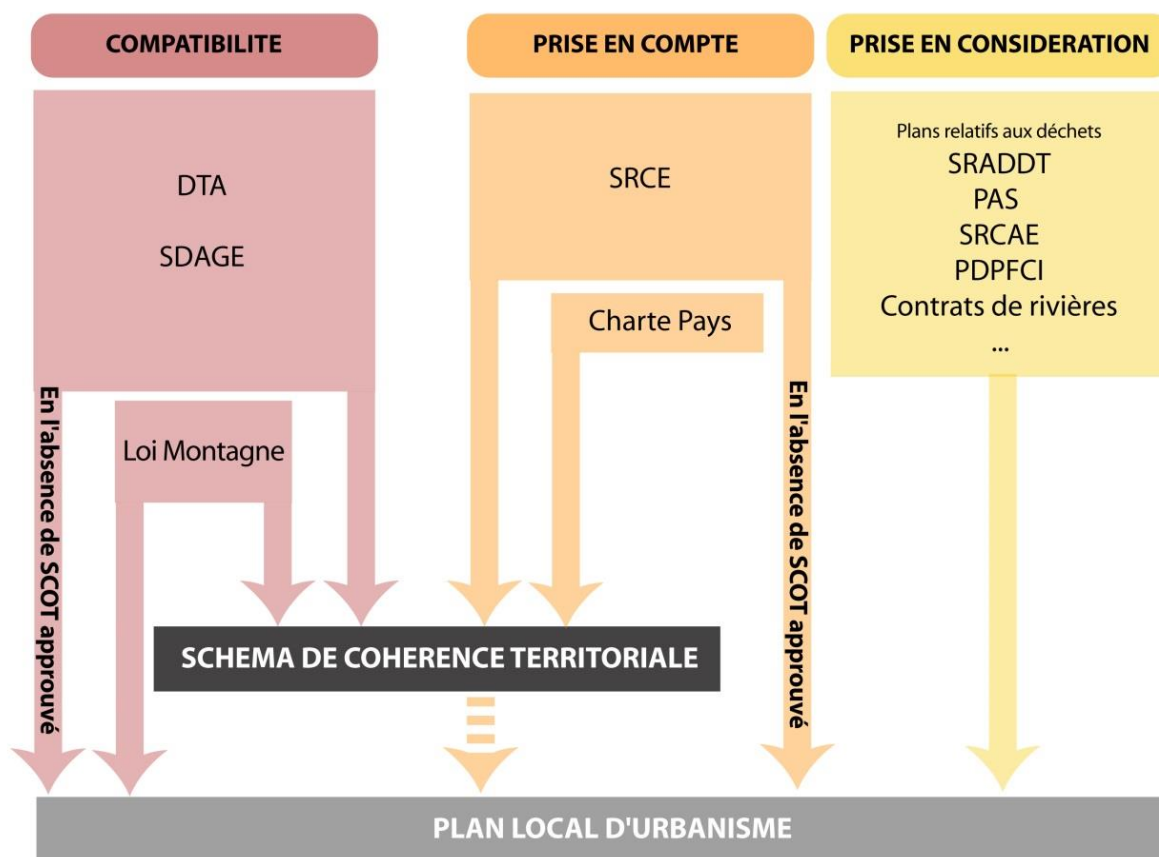 COMPATIBILITE
PRISE EN COMPTE
PRISE EN CONSIDERATION
DTA
SDAGE
SRCE
Plans relatifs aux déchets
SRADDT
PAS
SRCAE
PDPFCI
Contrats de rivières
...
Charte Pays
Loi Montagne
En l'absence de SCOT approuvé
En l'absence de SCOT approuvé
SCHEMA DE COHERENCE TERRITORIALE
PLAN LOCAL D'URBANISME